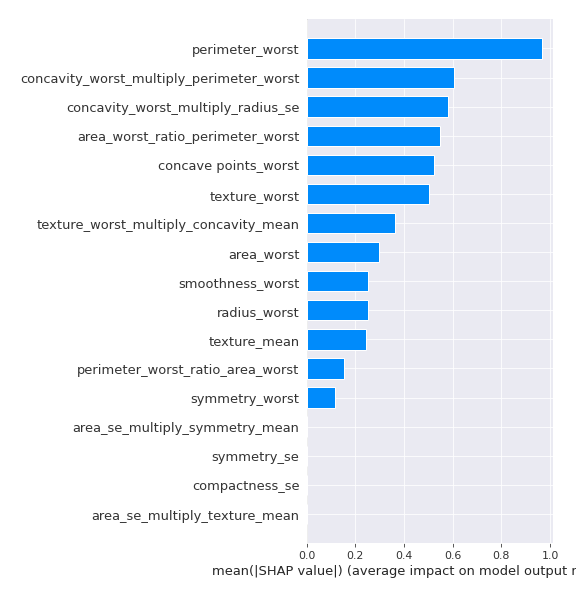 perimeter_worst
concavity_worst_multiply_perimeter_worst
concavity_worst_multiply_radius_se
area_worst_ratio_perimeter_worst
concave points_worst
texture_worst
texture_worst_multiply_concavity_mean
area_worst
smoothness_worst
radius_worst
texture_mean
perimeter_worst_ratio_area_worst
symmetry_worst
area_se_multiply_symmetry_mean
symmetry_se
compactness_se
area_se_multiply_texture_mean
0.0 0.2 0.4 0.6 0.8 1.0
mean(|SHAP value|) (average impact on model output